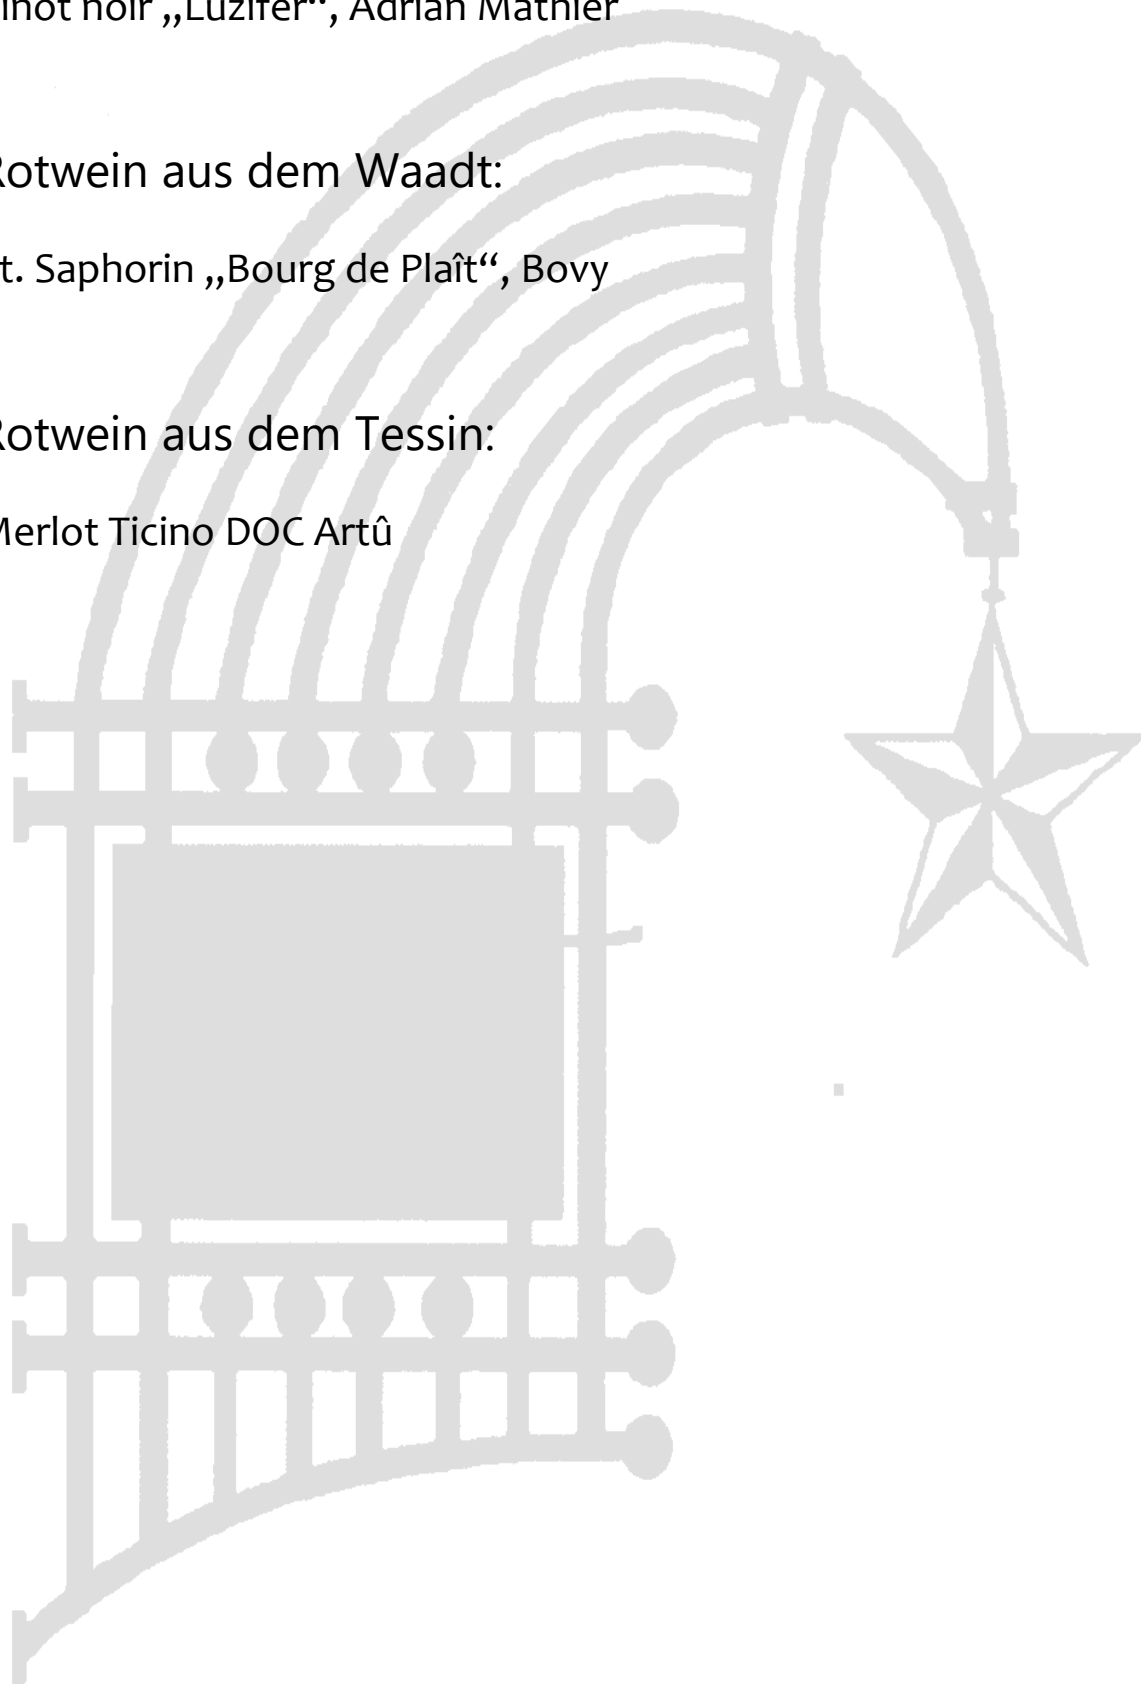 inot noir „Luzifer“, Adrian Mathier
Rotwein aus dem Waadt:
t. Saphorin „Bourg de Plaît“, Bovy
Rotwein aus dem Tessin:
Merlot Ticino DOC Artû